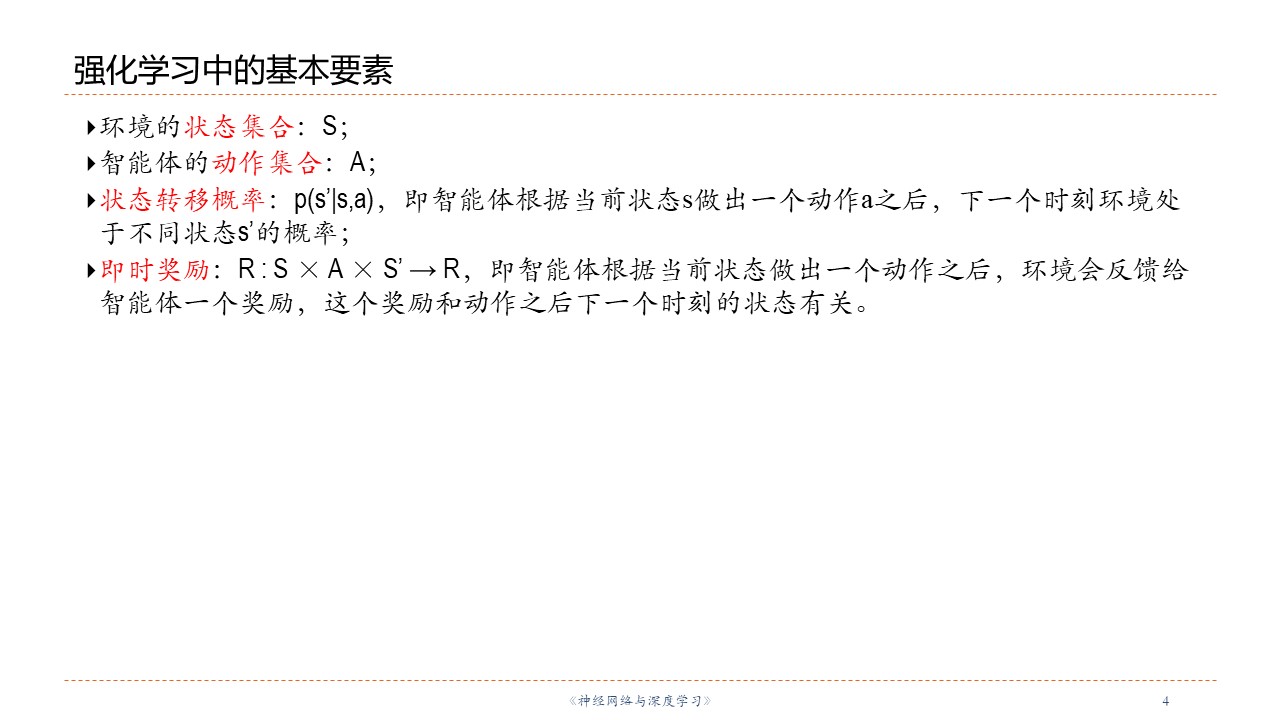 强化学习中的基本要素
环境的状态集合：S；
智能体的动作集合：A；
状态转移概率：p(s’|s,a)，即智能体根据当前状态s做出一个动作a之后，下一个时刻环境处
于不同状态s’的概率；
即时奖励：R : S × A × S’ → R，即智能体根据当前状态做出一个动作之后，环境会反馈给
智能体一个奖励，这个奖励和动作之后下一个时刻的状态有关。
《神经网络与深度学习》
4